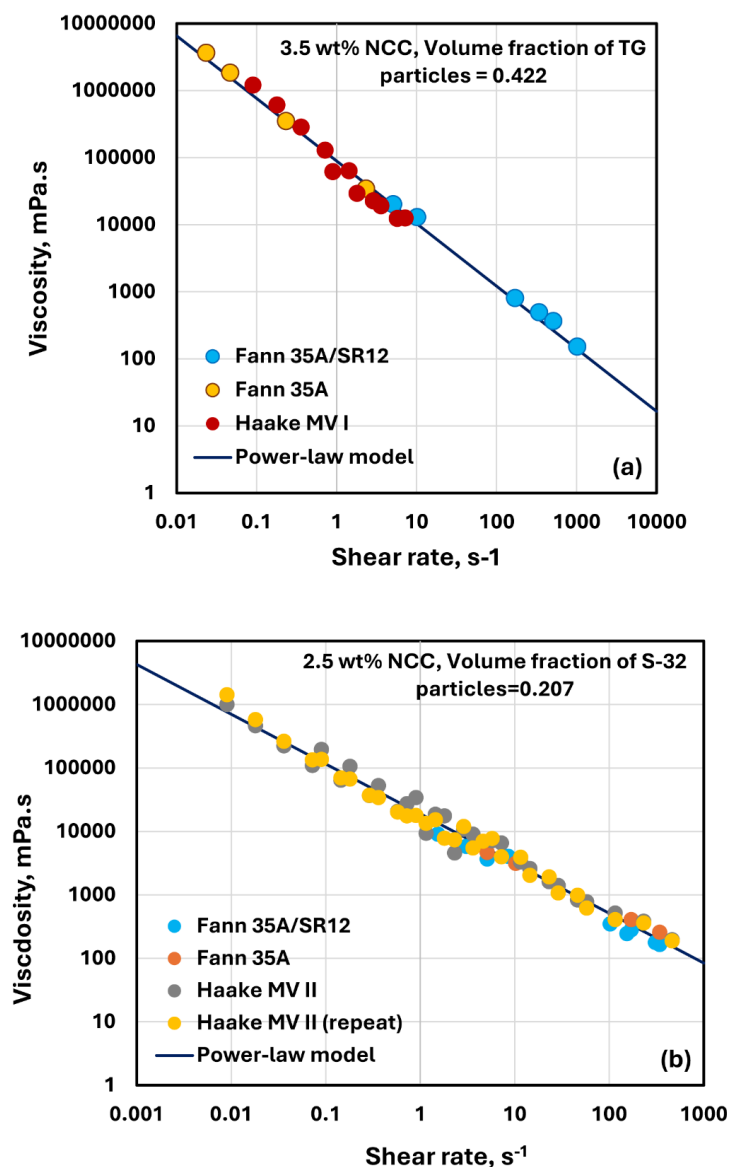 10000000
3.5 wt% NCC, Volume fraction of TG
particles = 0.422
1000000
100000
10000
1000
100
10
1
Viscosity, mPa.s
Fann 35A/SR12
Fann 35A
Haake MV I
Power-law model
(a)
0.01 0.1 1 10 100 1000 10000
Shear rate, s-1
10000000
2.5 wt% NCC, Volume fraction of S-32
particles=0.207
1000000
100000
10000
1000
100
10
1
Viscdosity, mPa.s
Fann 35A/SR12
Fann 35A
Haake MV II
Haake MV II (repeat)
Power-law model
(b)
0.001 0.01 0.1 1 10 100 1000
Shear rate, s⁻¹